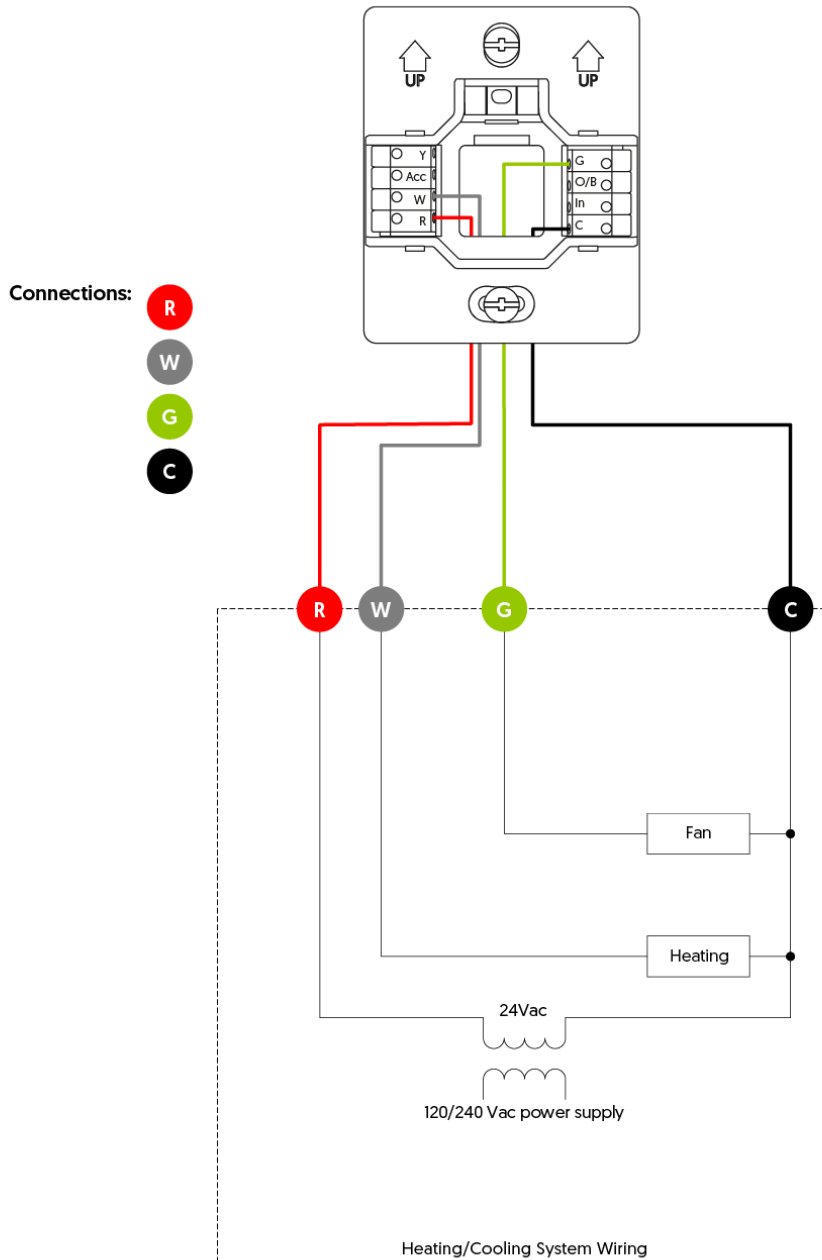 UP UP
Y G
Acc O/B
W In
R C
Connections:
R
W
G
C
R W G C
Fan
Heating
24Vac
120/240 Vac power supply
Heating/Cooling System Wiring